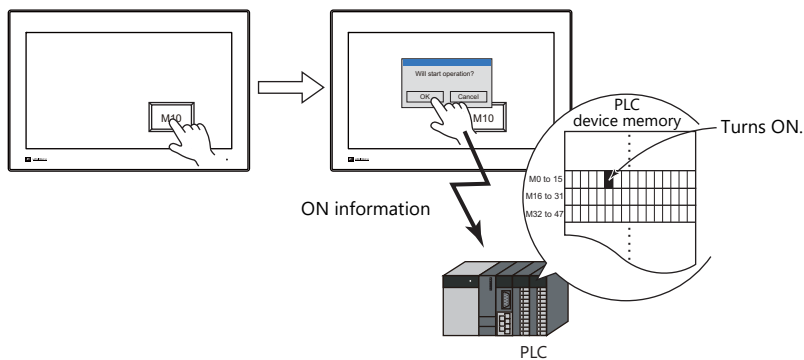 M10
Will start operation?
OK
Cancel
M10
PLC
device memory
Turns ON.
M0 to 15
M16 to 31
M32 to 47
ON information
PLC